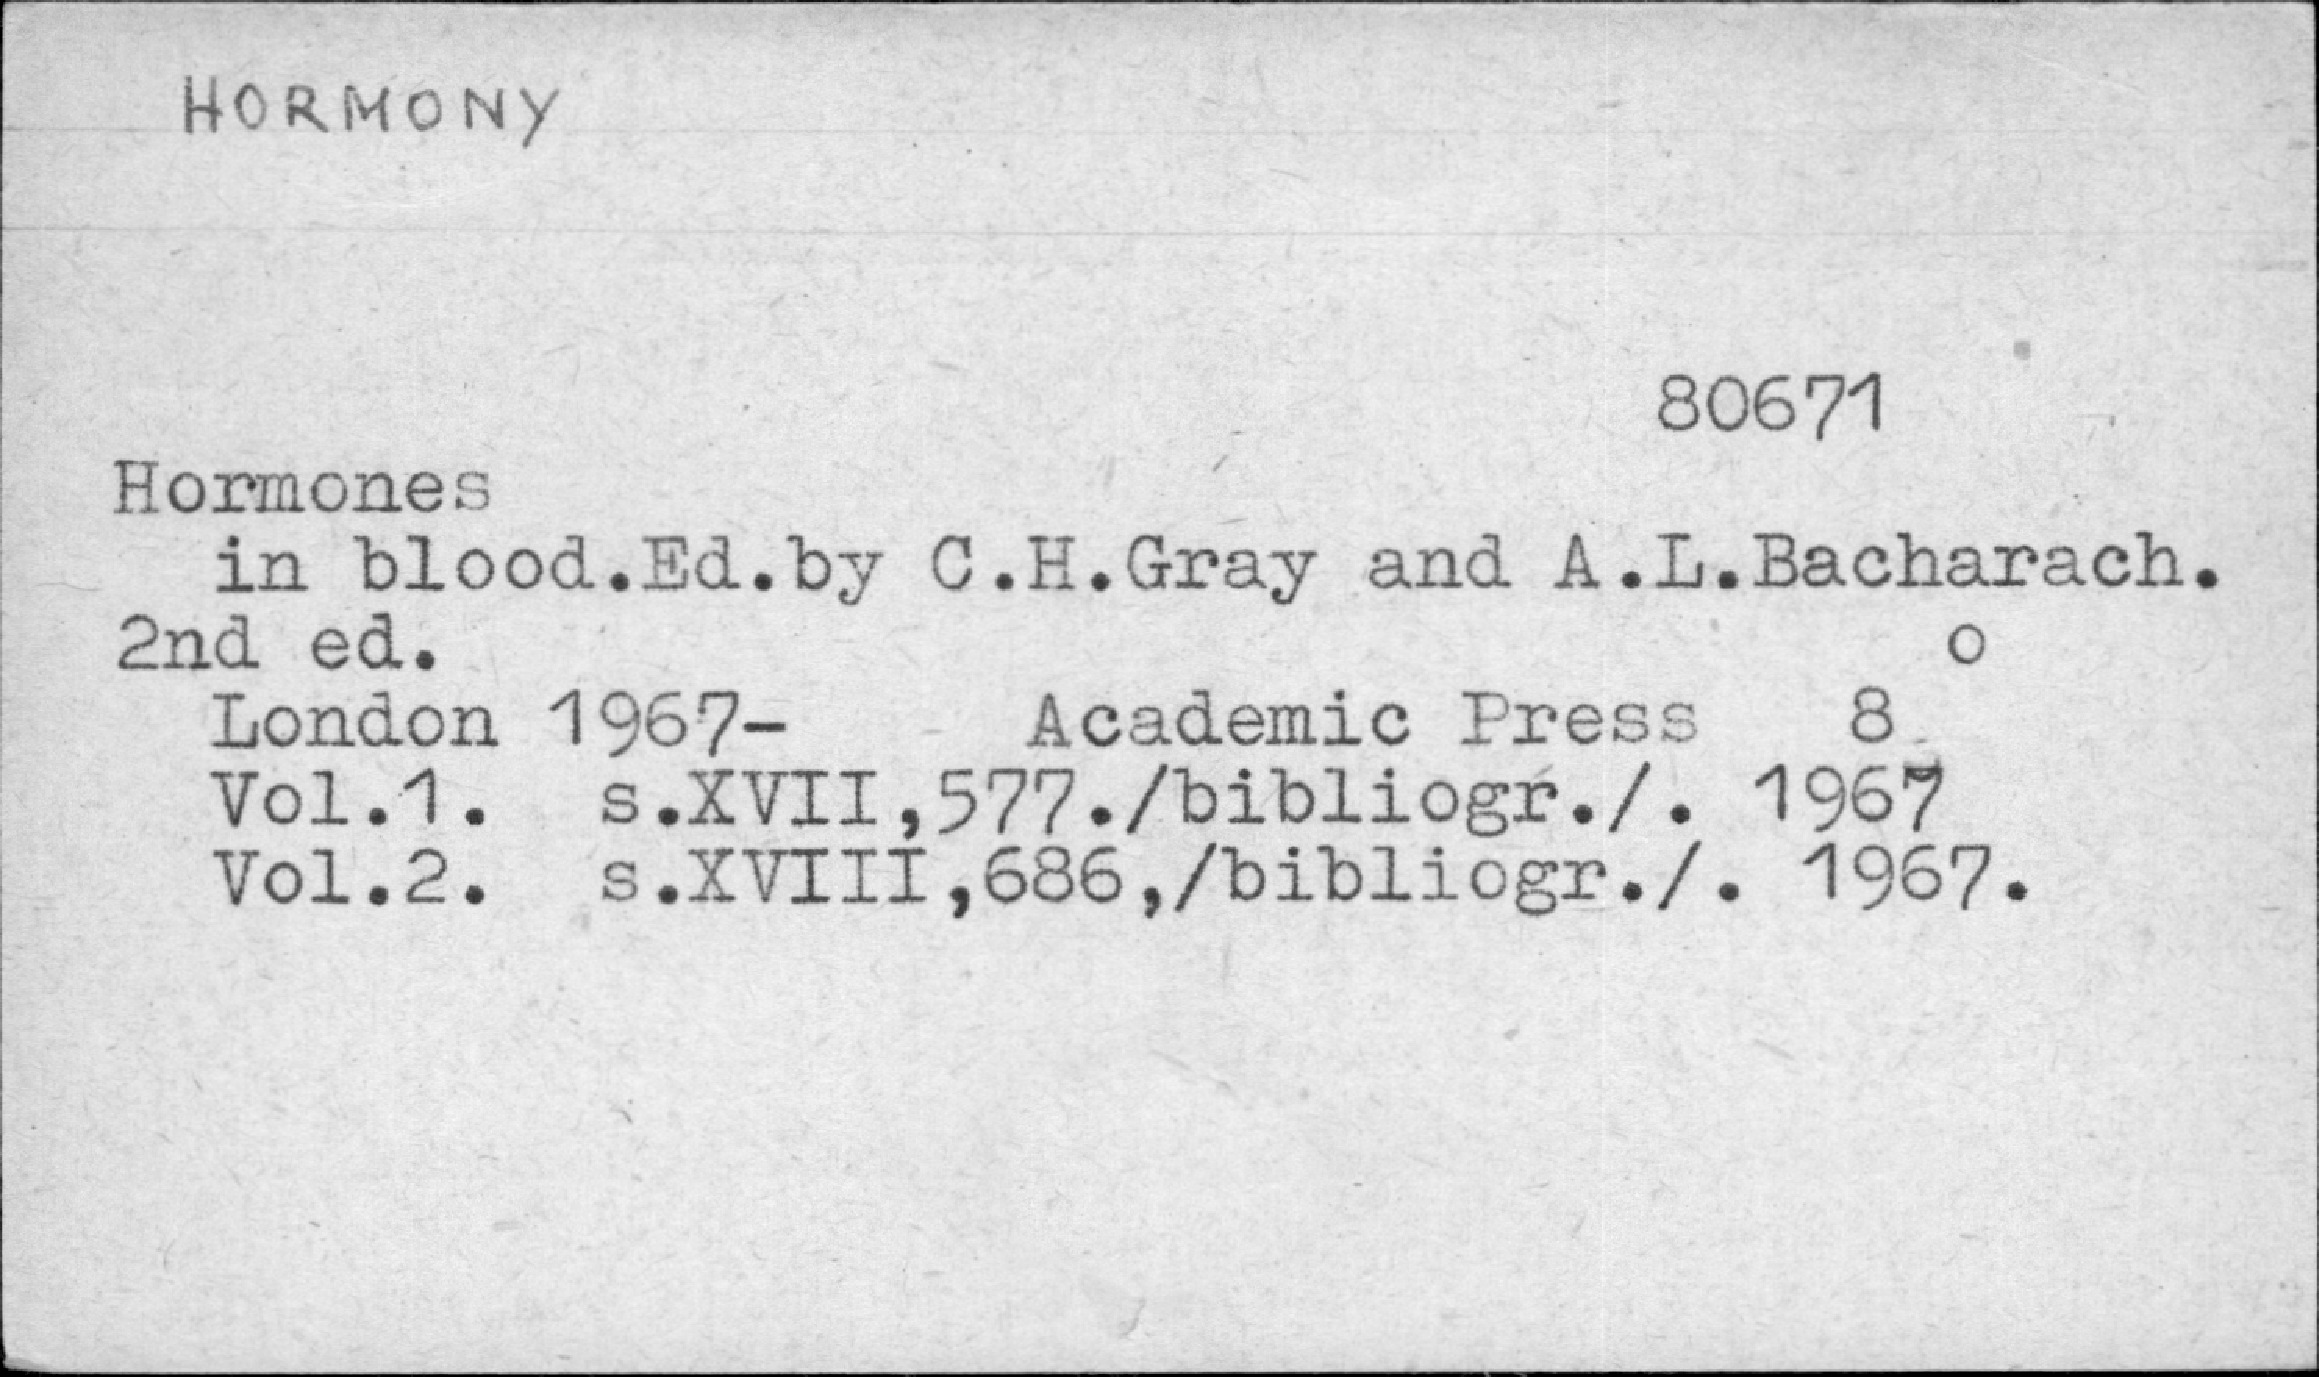 HORMONY
80671
Hormones
in blood.Ed.by C.H.Gray and A.L.Bacharach.
2nd ed. o
London 1967- Academic Press 8
Vol.1. s.XVII,577./bibliogr./. 1967
Vol.2. s.XVIII,686,/bibliogr./. 1967.